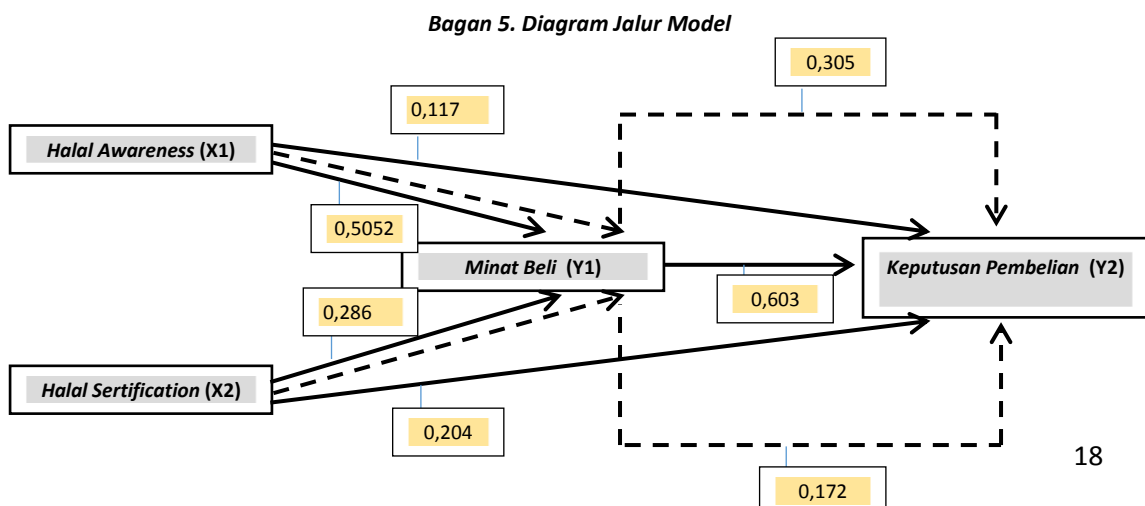 Bagan 5. Diagram Jalur Model
0,305
0,117
Halal Awareness (X1)
0,5052
Minat Beli (Y1)
Keputusan Pembelian (Y2)
0,603
0,286
Halal Sertification (X2)
0,204
18
0,172